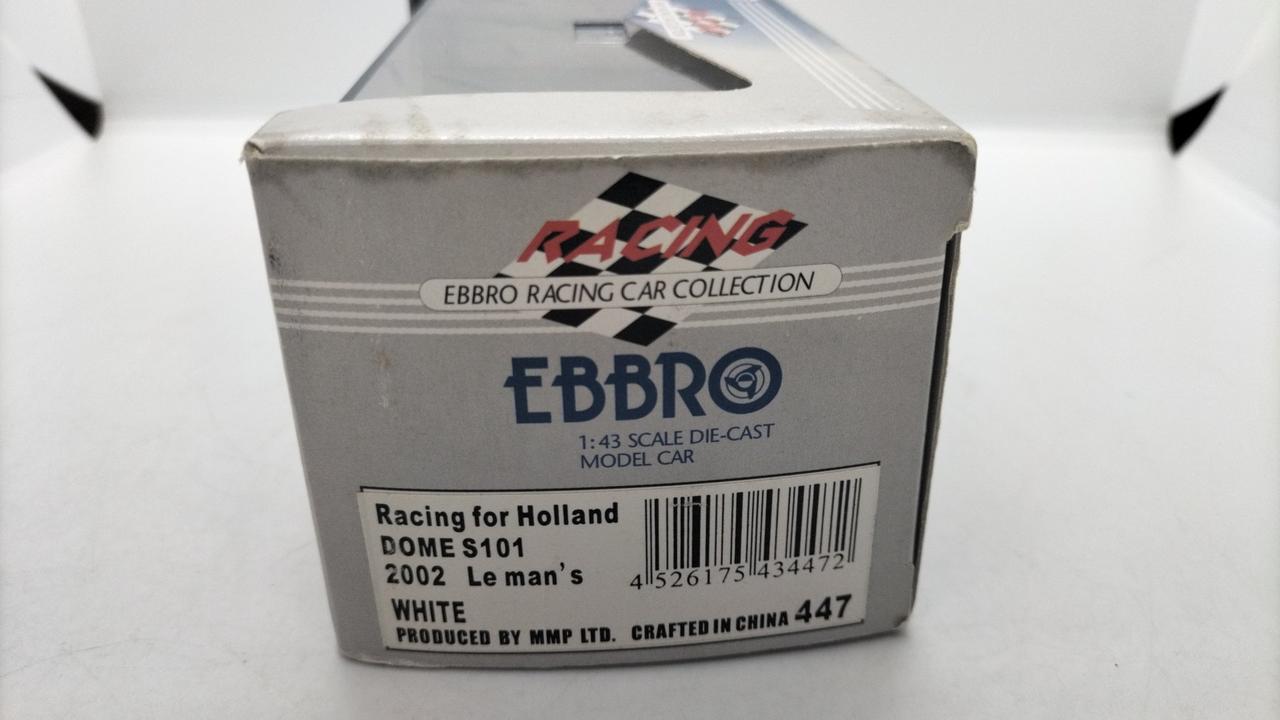 RACING
EBBRO RACING CAR COLLECTION
EBBRO
1:43 SCALE DIE-CAST
MODEL CAR
Racing for Holland
DOME S101
2002 Le man's
4 526175 434472
WHITE
PRODUCED BY MMP LTD. CRAFTED IN CHINA 447